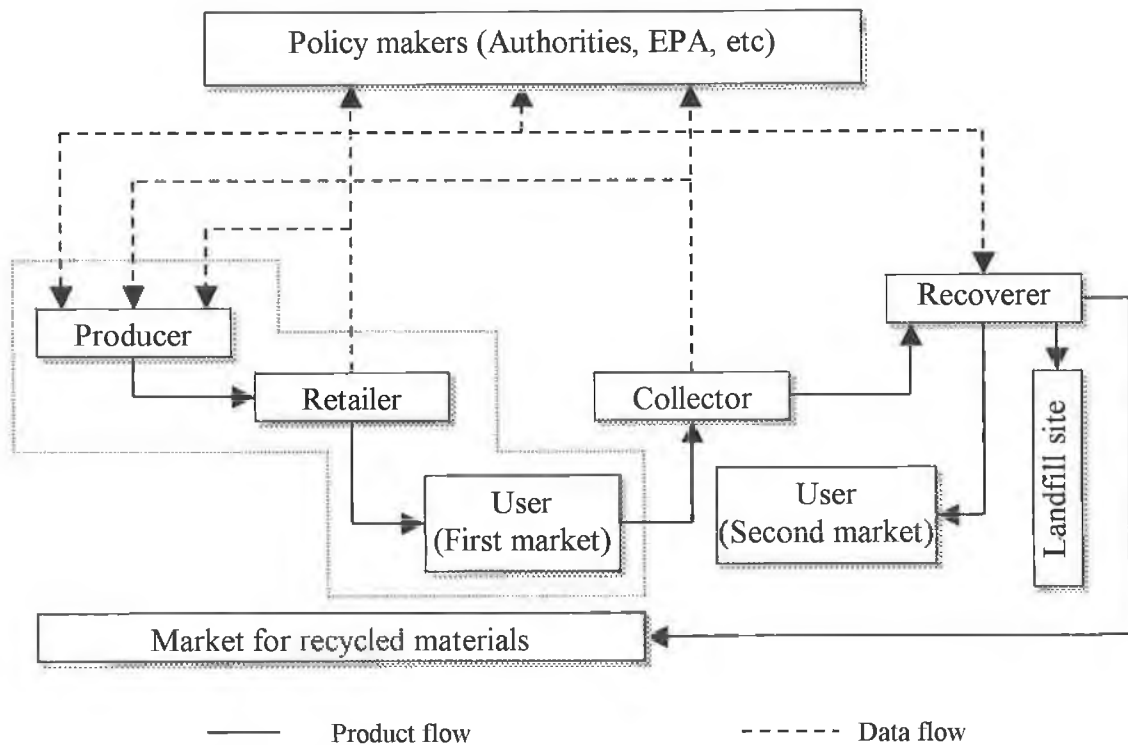 Policy makers (Authorities, EPA, etc)
Recoverer
Producer
Retailer
Collector
Landfill site
User
(First market)
User
(Second market)
Market for recycled materials
Product flow
Data flow